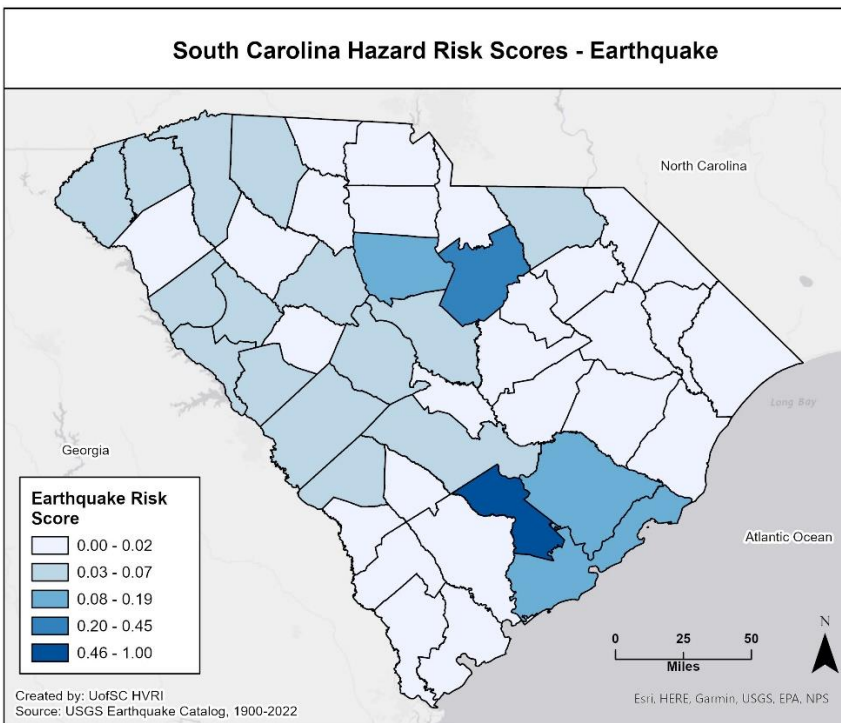 South Carolina Hazard Risk Scores - Earthquake
North Carolina
Long Bay
Georgia
Atlantic Ocean
Earthquake Risk
Score
0.00 - 0.02
0.03 - 0.07
0.08 - 0.19
0.20 - 0.45
0.46 - 1.00
N
0 25 50
Miles
Created by: UofSC HVRI
Source: USGS Earthquake Catalog, 1900-2022
Esri, HERE, Garmin, USGS, EPA, NPS